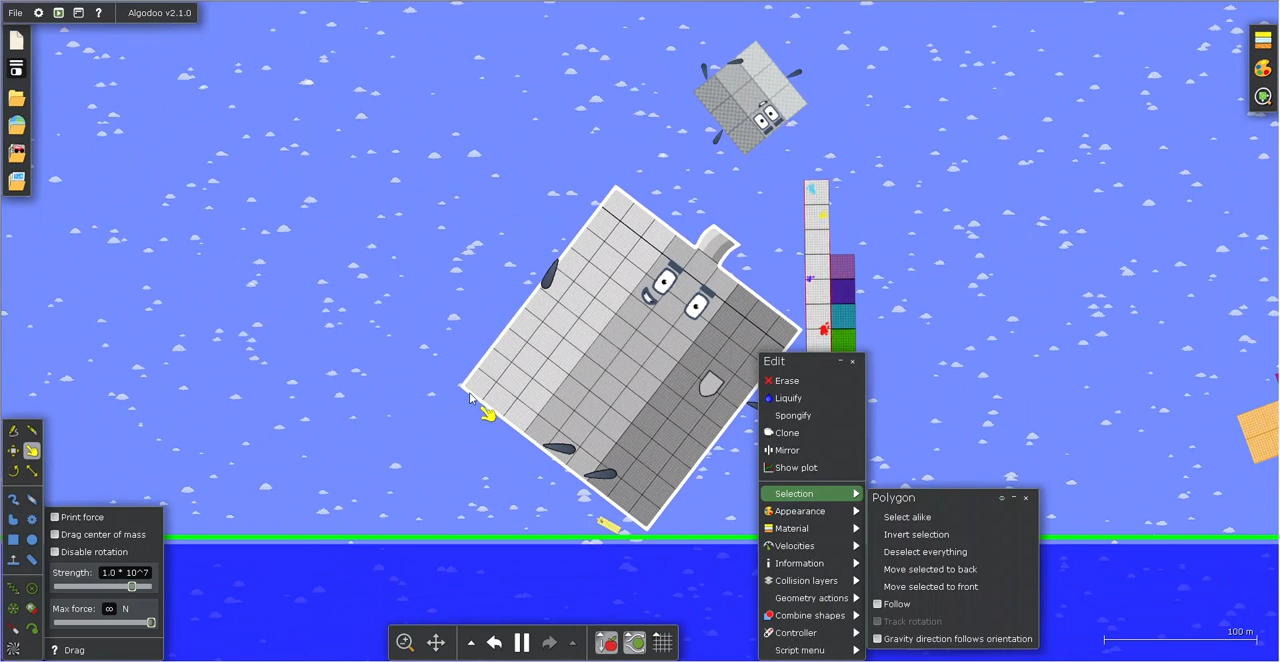 File ? Algodoo v2.1.0
Edit
Erase
Liquify
Spongify
Clone
Mirror
Show plot
Selection
Appearance
Material
Velocities
Information
Collision layers
Geometry actions
Combine shapes
Controller
Script menu
Polygon
Select alike
Invert selection
Deselect everything
Move selected to back
Move selected to front
Follow
Track rotation
Gravity direction follows orientation
Print force
Drag center of mass
Disable rotation
Strength: 1.0 * 10^7
Max force: ∞ N
? Drag
100 m